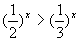 (1/2)^x > (1/3)^x